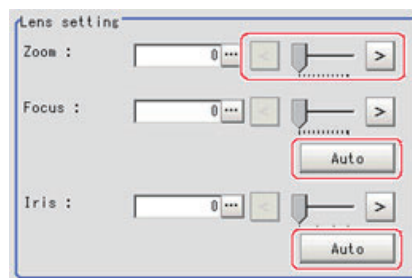 Lens setting
Zoom : 0 ... < >
Focus : 0 ... < >
Auto
Iris : 0 ... < >
Auto